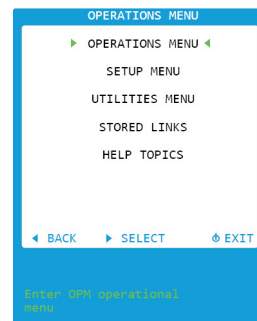 OPERATIONS MENU
OPERATIONS MENU
SETUP MENU
UTILITIES MENU
STORED LINKS
HELP TOPICS
BACK SELECT EXIT
Enter OPM operational
menu